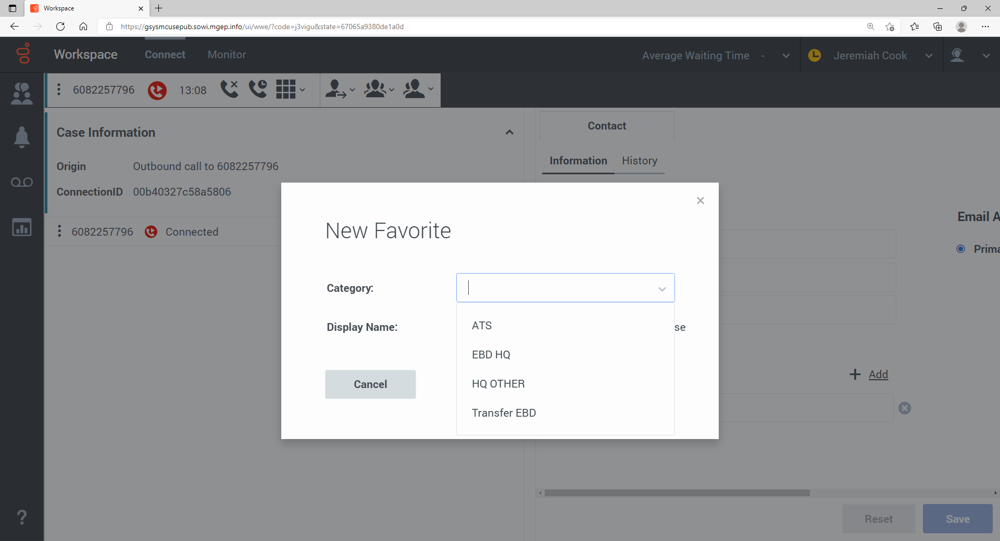 Workspace
https://gsysmcusepub.sowi.mgep.info/ui/wwe/?code=j3vigu&state=67065a9380de1a0d
Workspace Connect Monitor Average Waiting Time - Jeremiah Cook
6082257796 13:08
Case Information
Origin Outbound call to 6082257796
ConnectionID 00b40327c58a5806
6082257796 Connected
Contact
Information History
Email A
Prima
New Favorite
Category:
Display Name: se
ATS
EBD HQ
HQ OTHER
Transfer EBD
Cancel
+ Add
?
Reset Save